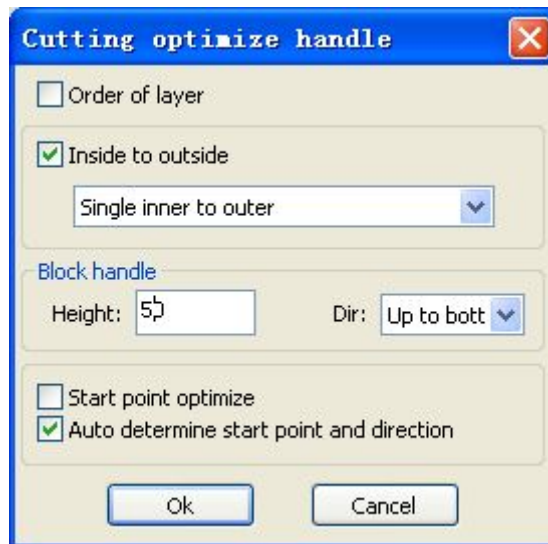 Cutting optimize handle
Order of layer
Inside to outside
Single inner to outer
Block handle
Height: 50 Dir: Up to bott
Start point optimize
Auto determine start point and direction
Ok Cancel